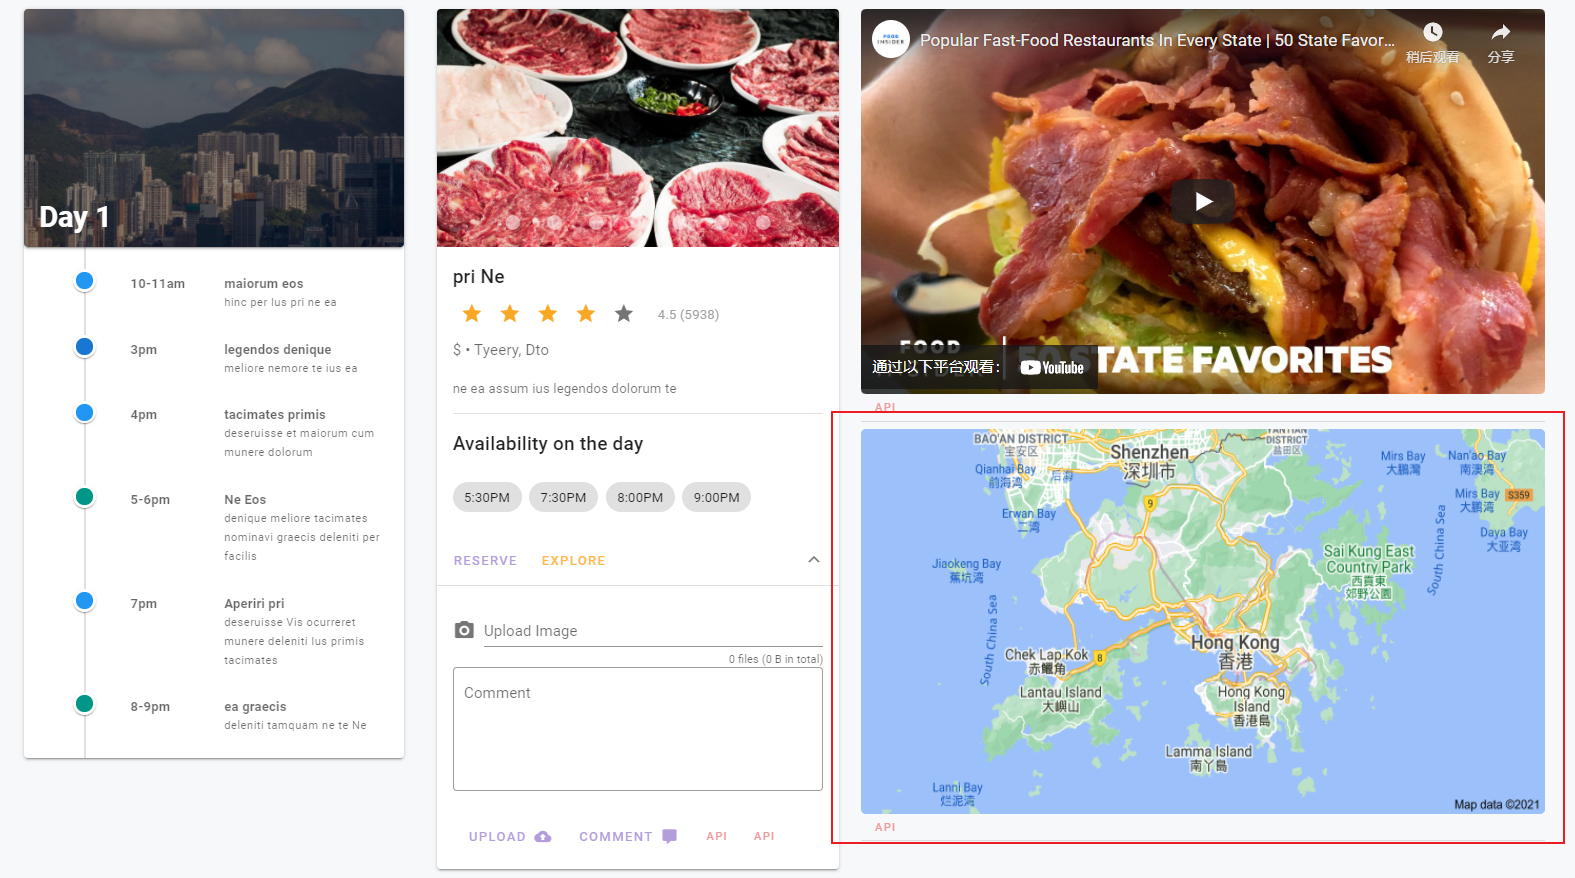 Day 1
10-11am
maiorum eos
hinc per Ius pri ne ea
3pm
legendos denique
meliore nemore te ius ea
4pm
tacimates primis
deseruisse et maiorum cum
munere dolorum
5-6pm
Ne Eos
denique meliore tacimates
nominavi graecis deleniti per
facilis
7pm
Aperiri pri
deseruisse Vis ocurreret
munere deleniti Ius primis
tacimates
8-9pm
ea graecis
deleniti tamquam ne te Ne
pri Ne
4.5 (5938)
$ • Tyeery, Dto
ne ea assum ius legendos dolorum te
Availability on the day
5:30PM
7:30PM
8:00PM
9:00PM
RESERVE
EXPLORE
Upload Image
0 files (0 B in total)
Comment
UPLOAD
COMMENT
API
API
FOOD
INSIDER
Popular Fast-Food Restaurants In Every State | 50 State Favor...
稍后观看
分享
FOOD
50 STATE FAVORITES
通过以下平台观看：
YouTube
API
BAO'AN DISTRICT
宝安区
Shenzhen
深圳市
YANTIAN
DISTRICT
盐田区
Qianhai Bay
前海湾
后海
Mirs Bay
大鵬灣
Nan'ao Bay
南澳湾
Mirs Bay
大鹏湾
S359
9
Erwan Bay
二湾
Daya Bay
大亚湾
South China Sea
Jiaokeng Bay
蕉坑湾
Sai Kung East
Country Park
西貢東
郊野公園
South China Sea
Hong Kong
香港
Chek Lap Kok
赤鱲角
8
Lantau Island
大嶼山
Hong Kong
Island
香港島
Lamma Island
南丫島
Lanni Bay
烂泥湾
Map data ©2021
API